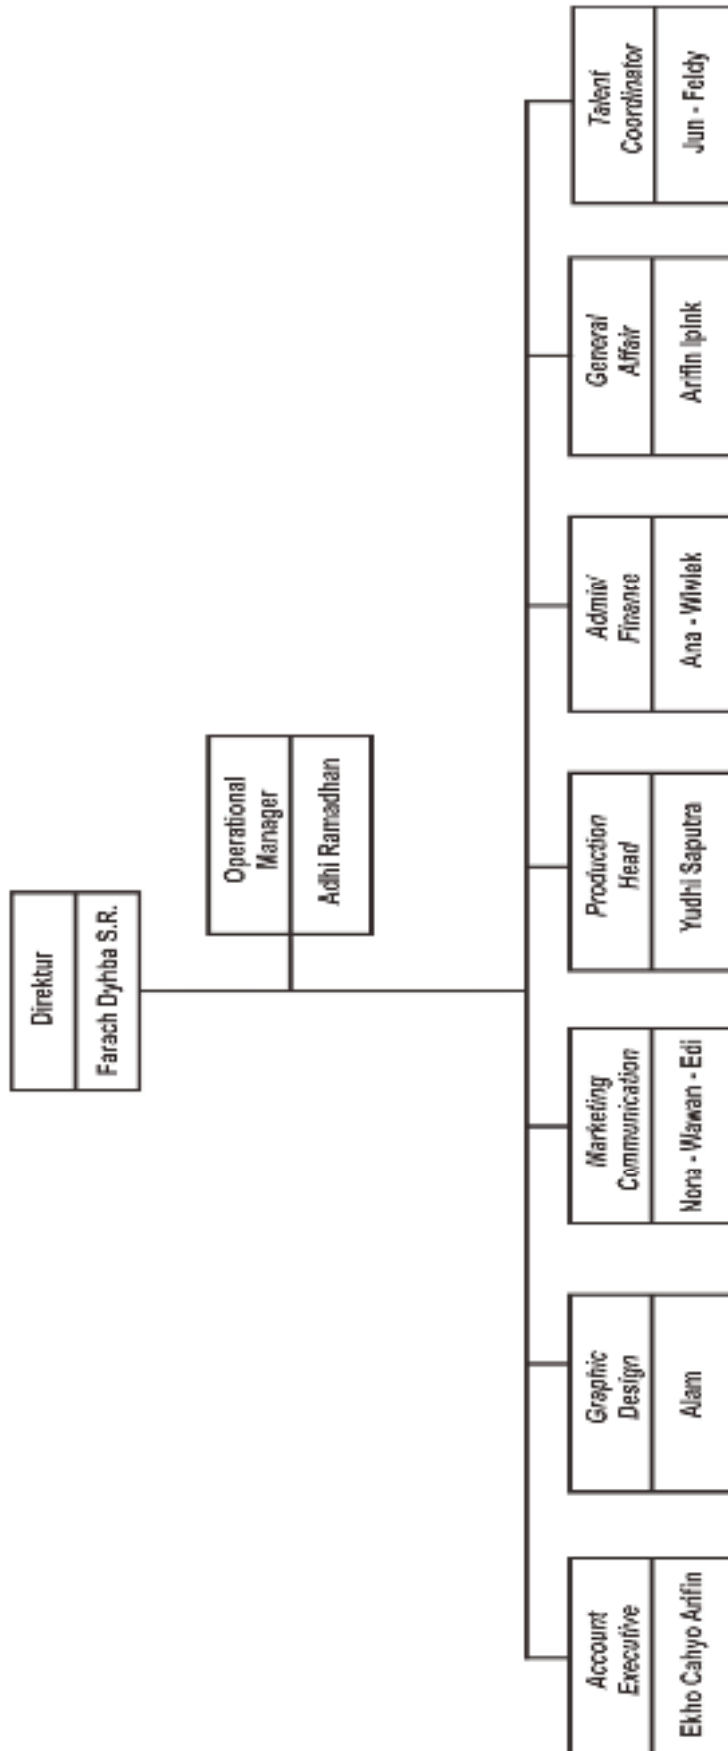 Direktur
Farach Dyhba S.R.
Operational
Manager
Adhi Ramadhan
Account
Executive
Ekho Cahyo Arifin
Graphic
Design
Alam
Marketing
Communication
Nona - Wawan - Edi
Production
Head
Yudhi Saputra
Admin/
Finance
Ana - Wiwiek
General
Affair
Arifin Ipink
Talent
Coordinator
Jun - Feldy